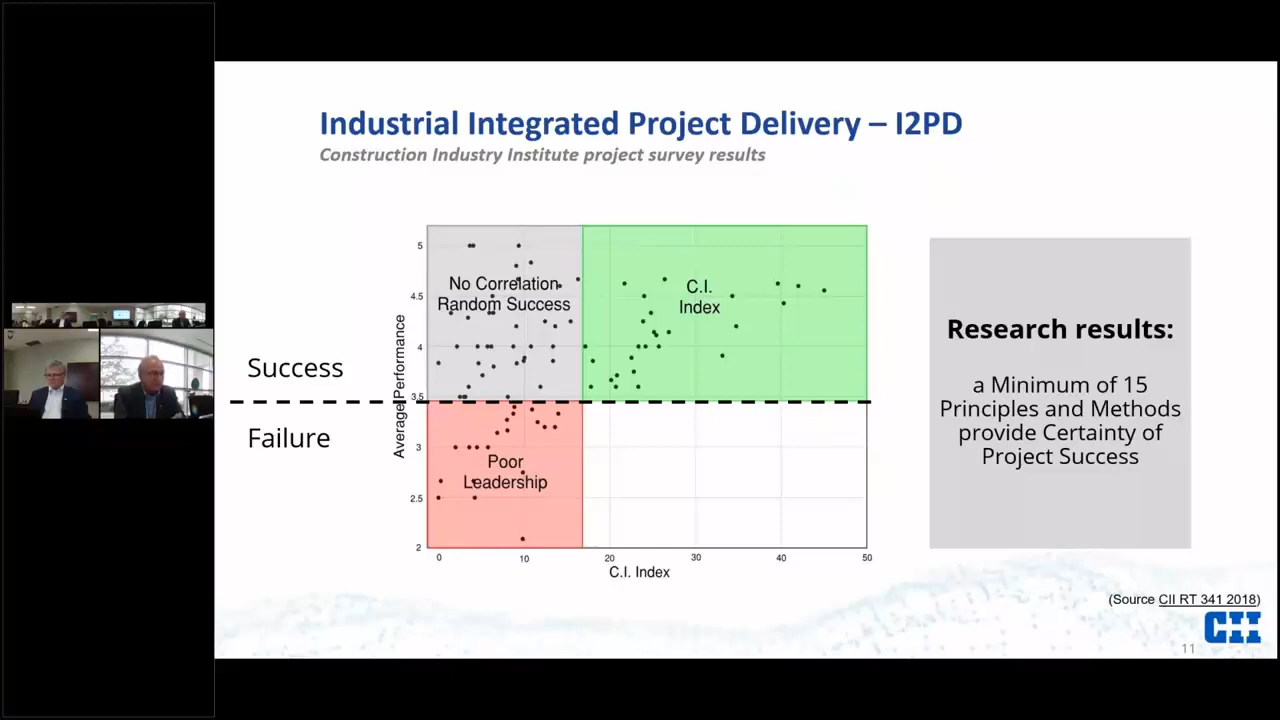 Industrial Integrated Project Delivery – I2PD
Construction Industry Institute project survey results
Success
Failure
Average Performance
5
4.5
4
3.5
3
2.5
2
No Correlation
Random Success
C.I.
Index
Poor
Leadership
0
10
20
30
40
50
C.I. Index
Research results:
a Minimum of 15
Principles and Methods
provide Certainty of
Project Success
(Source CII RT 341 2018)
CII
11